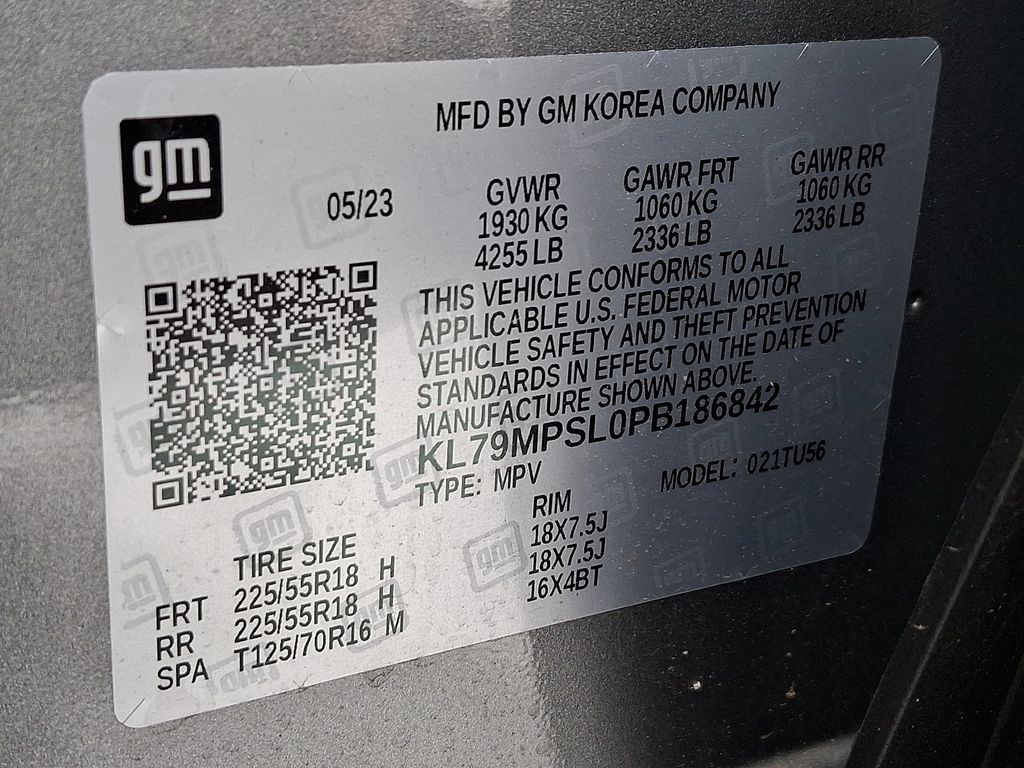 gm
MFD BY GM KOREA COMPANY
05/23
GVWR GAWR FRT GAWR RR
1930 KG 1060 KG 1060 KG
4255 LB 2336 LB 2336 LB
THIS VEHICLE CONFORMS TO ALL
APPLICABLE U.S. FEDERAL MOTOR
VEHICLE SAFETY AND THEFT PREVENTION
STANDARDS IN EFFECT ON THE DATE OF
MANUFACTURE SHOWN ABOVE.
KL79MPSL0PB186842
TYPE: MPV MODEL: 021TU56
TIRE SIZE RIM
FRT 225/55R18 H 18X7.5J
RR 225/55R18 H 18X7.5J
SPA T125/70R16 M 16X4BT